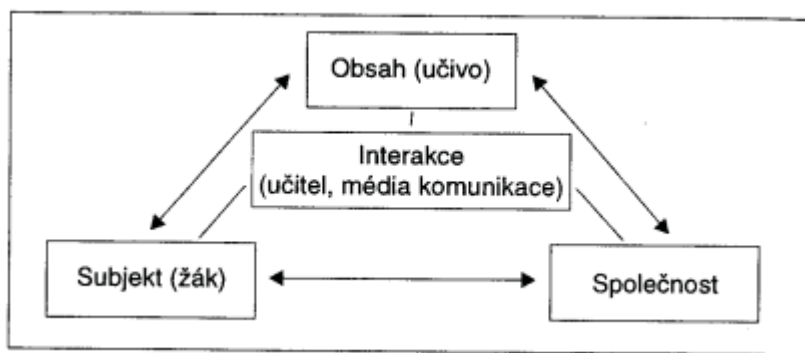 Obsah (učivo)
Interakce
(učitel, média komunikace)
Subjekt (žák)
Společnost